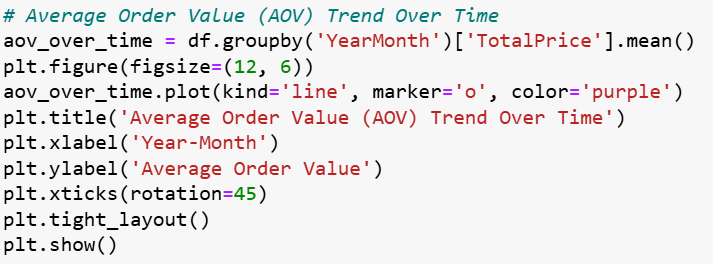 # Average Order Value (AOV) Trend Over Time
aov_over_time = df.groupby('YearMonth')['TotalPrice'].mean()
plt.figure(figsize=(12, 6))
aov_over_time.plot(kind='line', marker='o', color='purple')
plt.title('Average Order Value (AOV) Trend Over Time')
plt.xlabel('Year-Month')
plt.ylabel('Average Order Value')
plt.xticks(rotation=45)
plt.tight_layout()
plt.show()